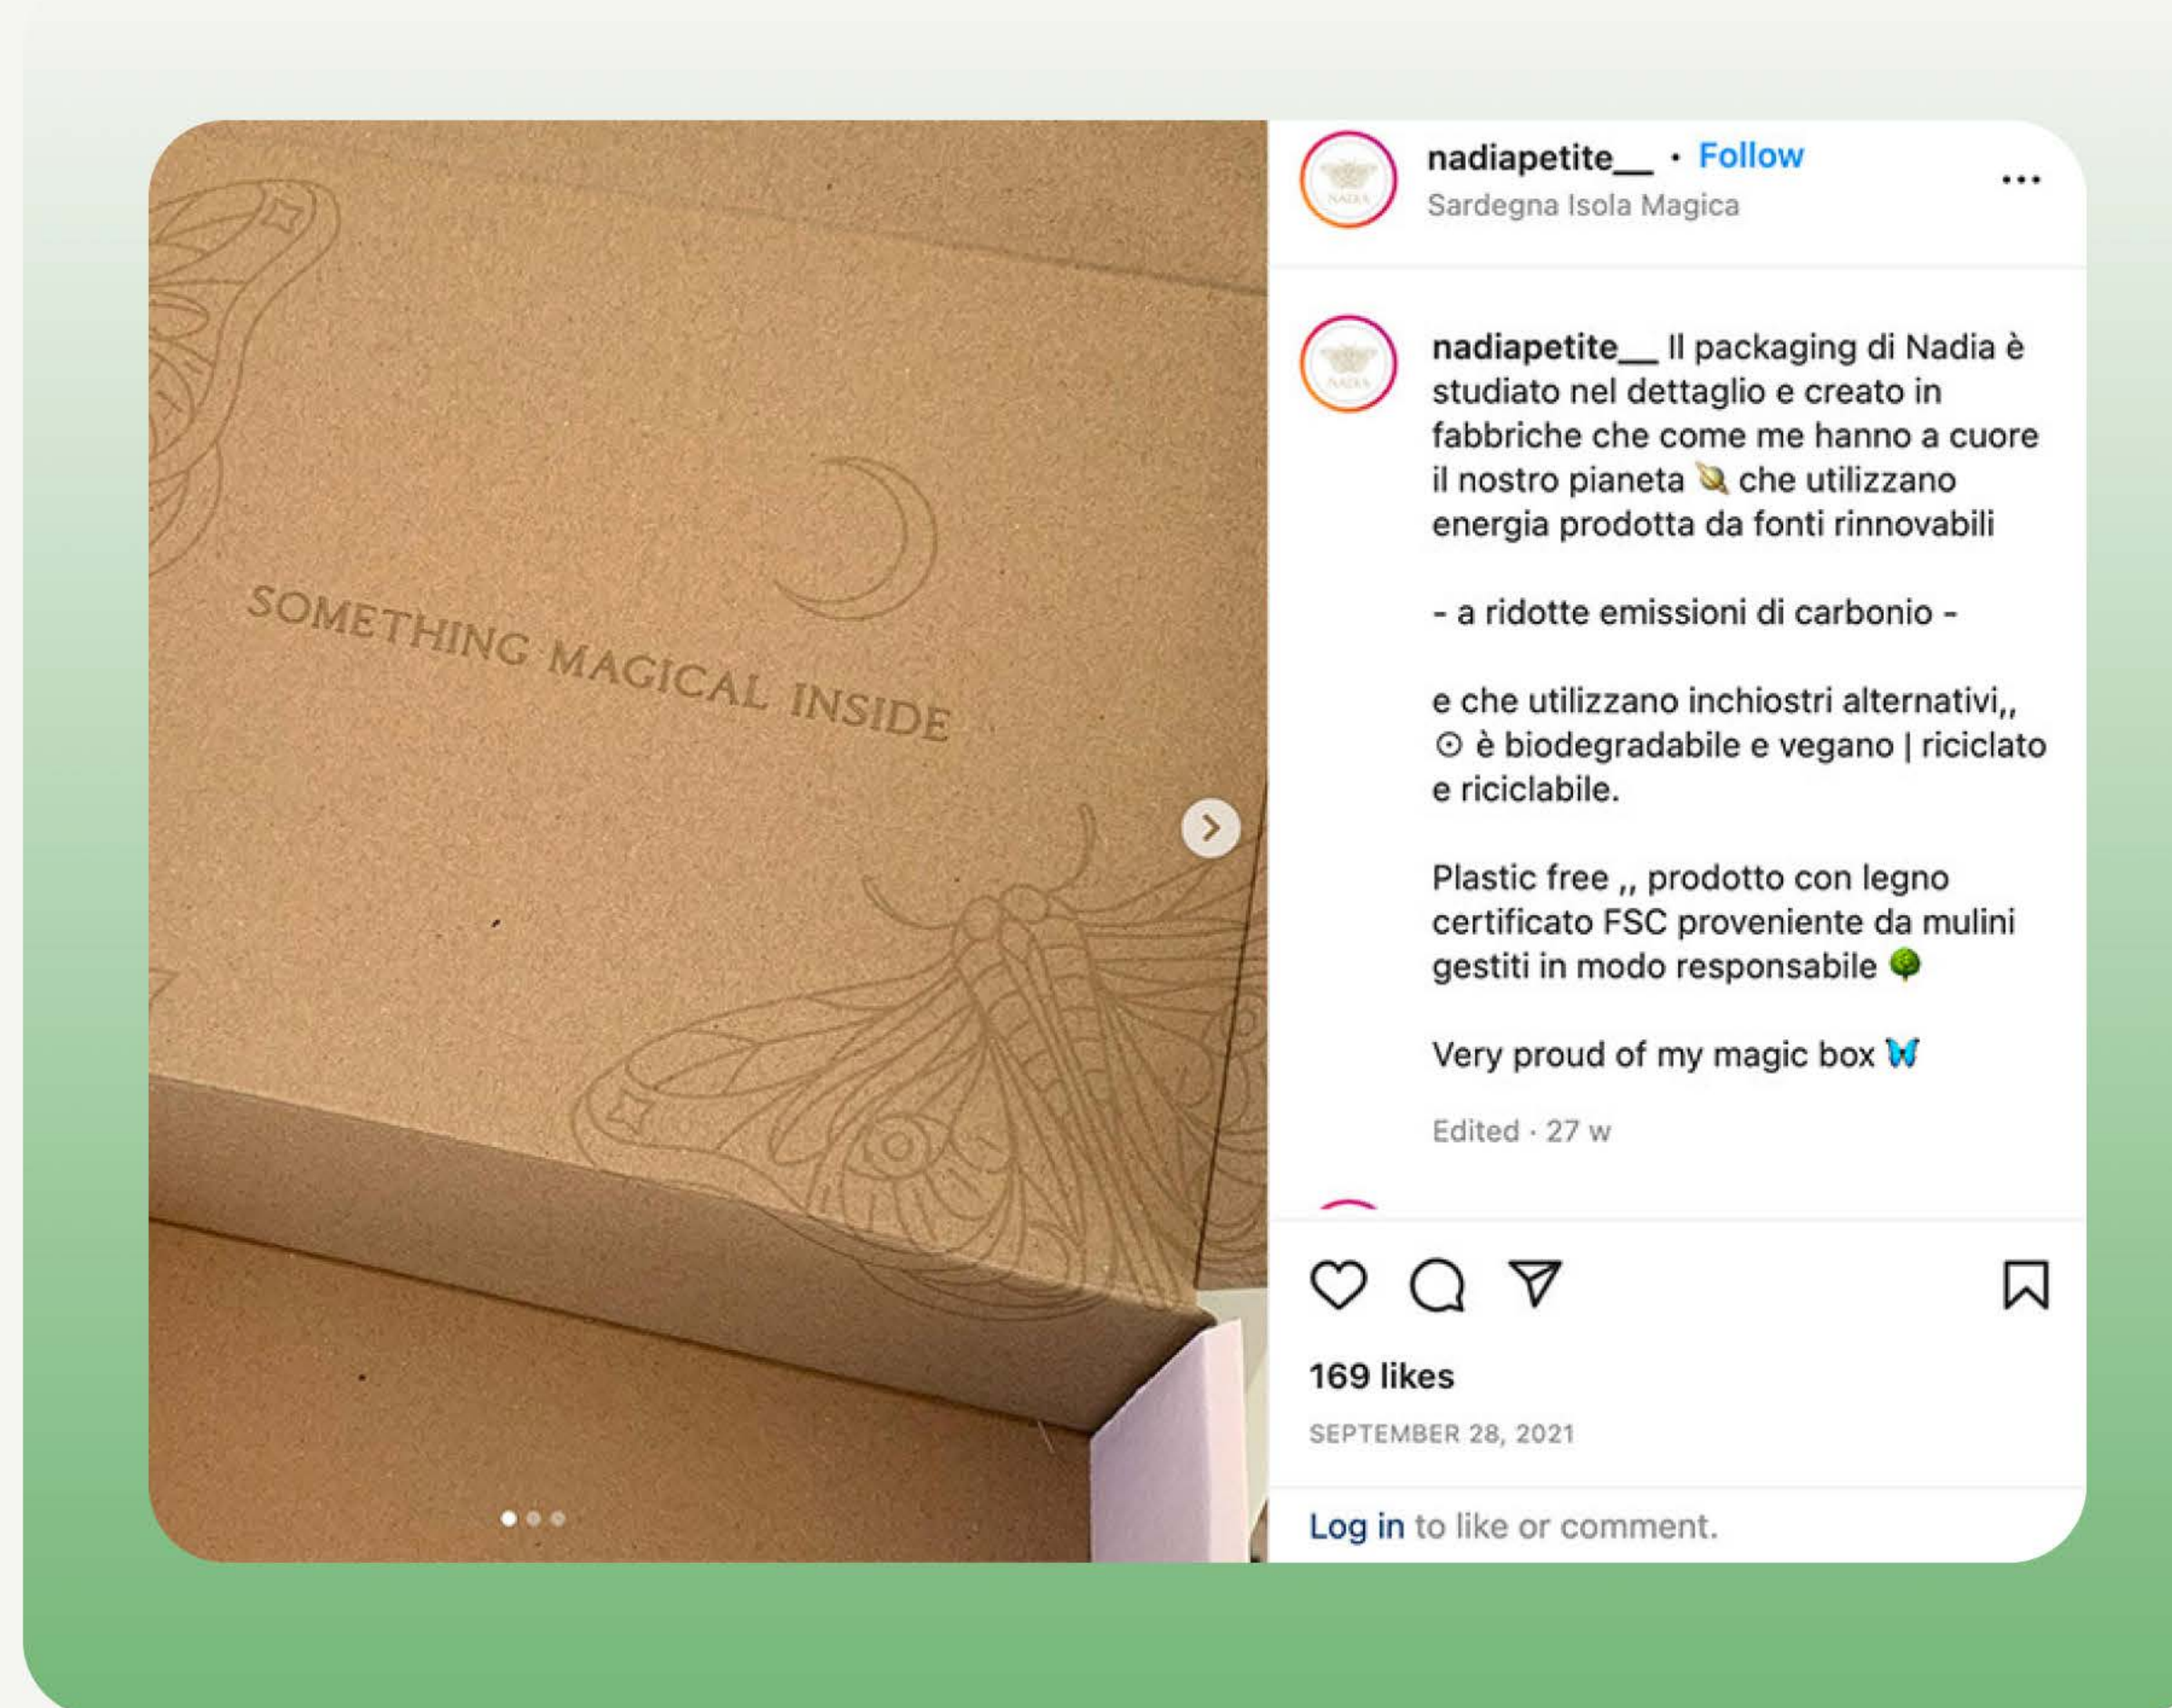 SOMETHING MAGICAL INSIDE
NADIA
nadiapetite__ • Follow
Sardegna Isola Magica
NADIA
nadiapetite__ Il packaging di Nadia è
studiato nel dettaglio e creato in
fabbriche che come me hanno a cuore
il nostro pianeta 🪐 che utilizzano
energia prodotta da fonti rinnovabili
- a ridotte emissioni di carbonio -
e che utilizzano inchiostri alternativi,,
⊙ è biodegradabile e vegano | riciclato
e riciclabile.
Plastic free ,, prodotto con legno
certificato FSC proveniente da mulini
gestiti in modo responsabile 🌳
Very proud of my magic box 🦋
Edited · 27 w
169 likes
SEPTEMBER 28, 2021
Log in to like or comment.